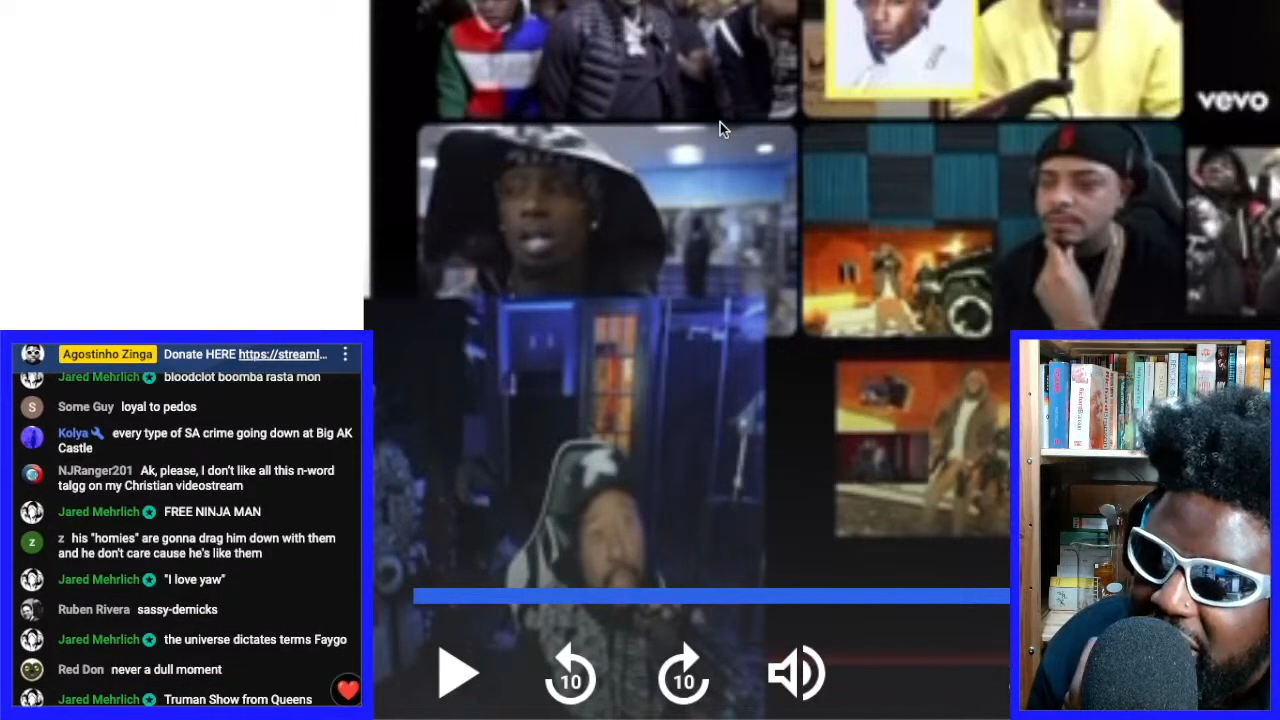 vevo
Agostinho Zinga Donate HERE https://streaml...
Jared Mehrlich bloodclot boomba rasta mon
S Some Guy loyal to pedos
Kolya every type of SA crime going down at Big AK
Castle
NJRanger201 Ak, please, I don't like all this n-word
talgg on my Christian videostream
Jared Mehrlich FREE NINJA MAN
z z his "homies" are gonna drag him down with them
and he don't care cause he's like them
Jared Mehrlich "I love yaw"
Ruben Rivera sassy-demicks
Jared Mehrlich the universe dictates terms Faygo
Red Don never a dull moment
Jared Mehrlich Truman Show from Queens
10 10